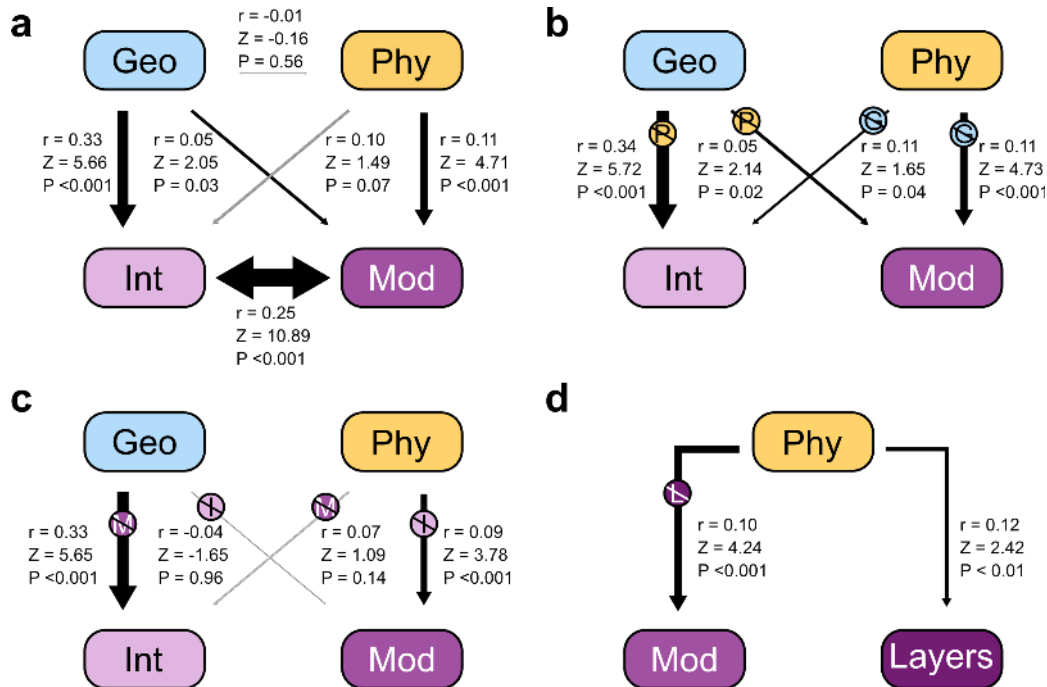 a
Geo
r = -0.01
Z = -0.16
P = 0.56
Phy
r = 0.33
Z = 5.66
P <0.001
r = 0.05
Z = 2.05
P = 0.03
r = 0.10
Z = 1.49
P = 0.07
r = 0.11
Z = 4.71
P <0.001
Int
Mod
r = 0.25
Z = 10.89
P <0.001
b
Geo
Phy
P
P
G
G
r = 0.34
Z = 5.72
P <0.001
r = 0.05
Z = 2.14
P = 0.02
r = 0.11
Z = 1.65
P = 0.04
r = 0.11
Z = 4.73
P <0.001
Int
Mod
c
Geo
Phy
M
I
M
I
r = 0.33
Z = 5.65
P <0.001
r = -0.04
Z = -1.65
P = 0.96
r = 0.07
Z = 1.09
P = 0.14
r = 0.09
Z = 3.78
P <0.001
Int
Mod
d
Phy
L
r = 0.10
Z = 4.24
P <0.001
r = 0.12
Z = 2.42
P < 0.01
Mod
Layers